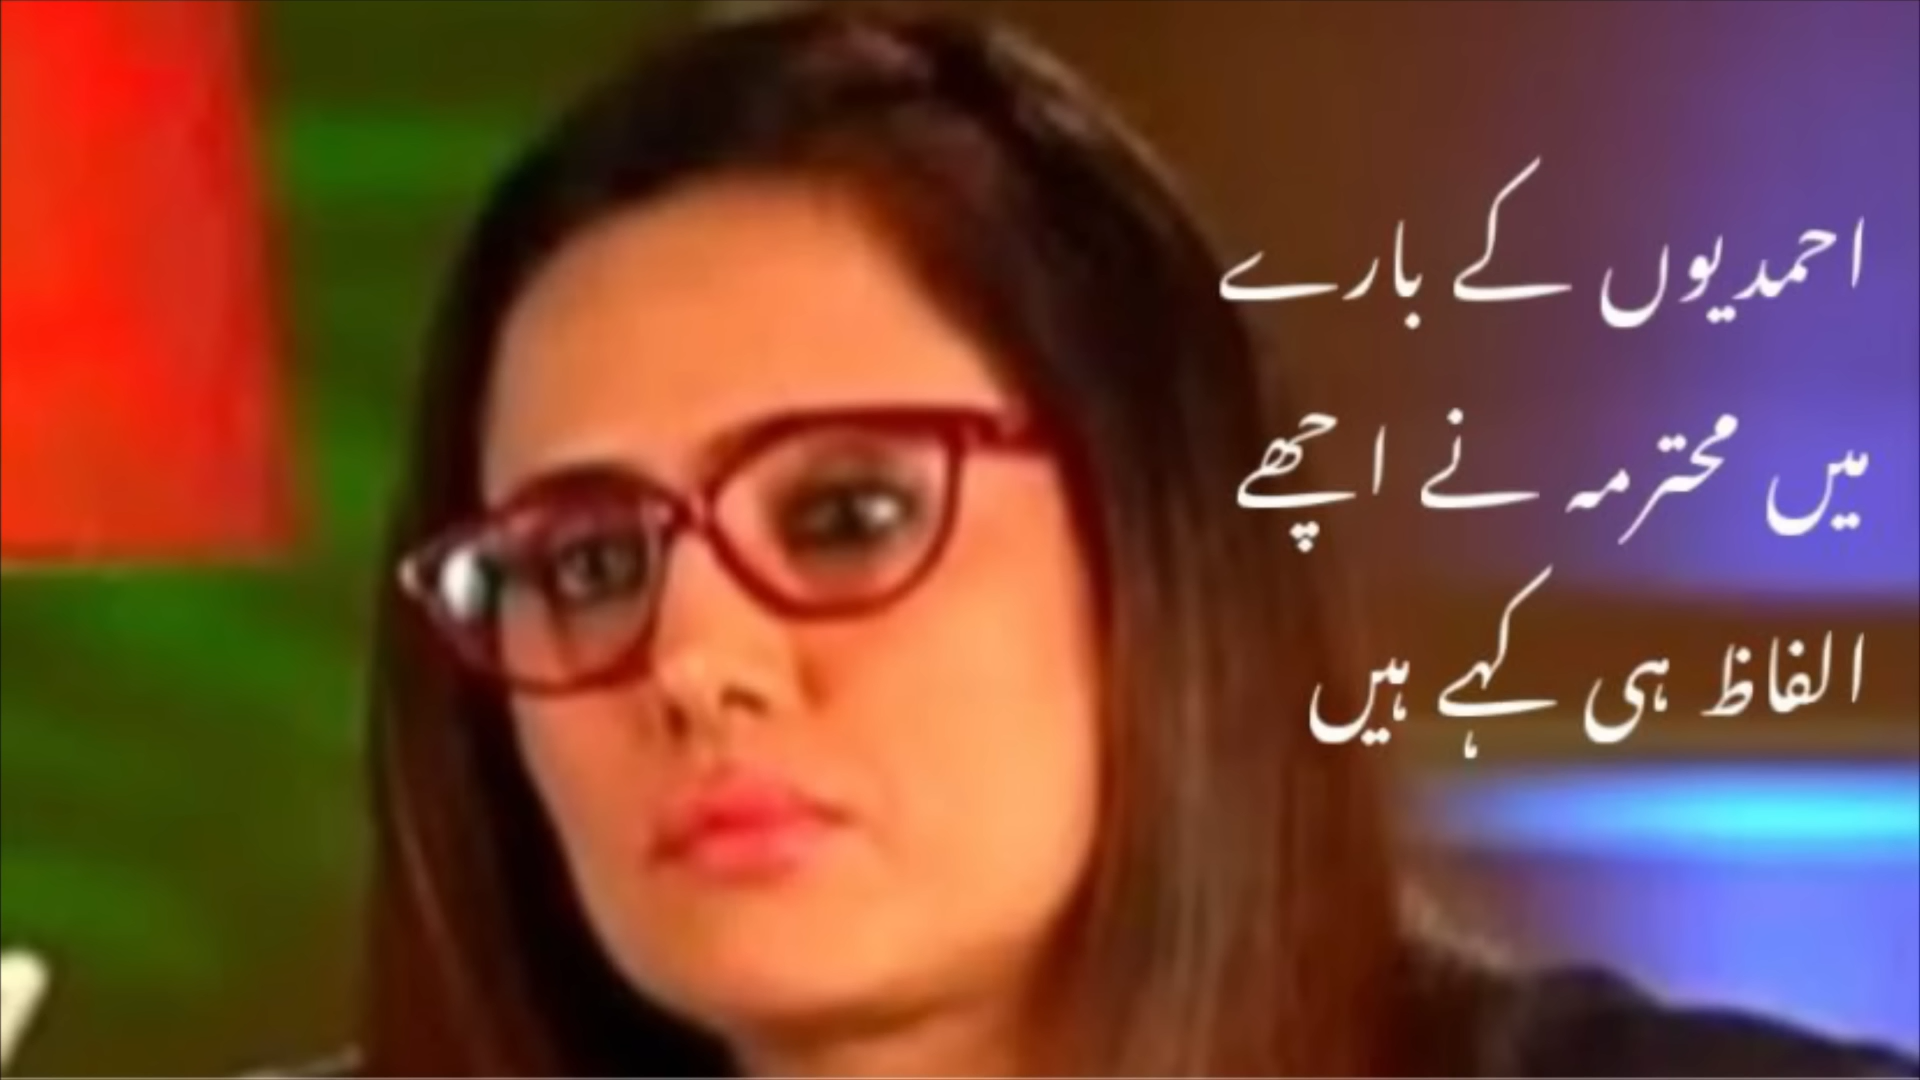 احمدیوں کے بارے
میں محترمہ نے اچھے
الفاظ ہی کہے ہیں